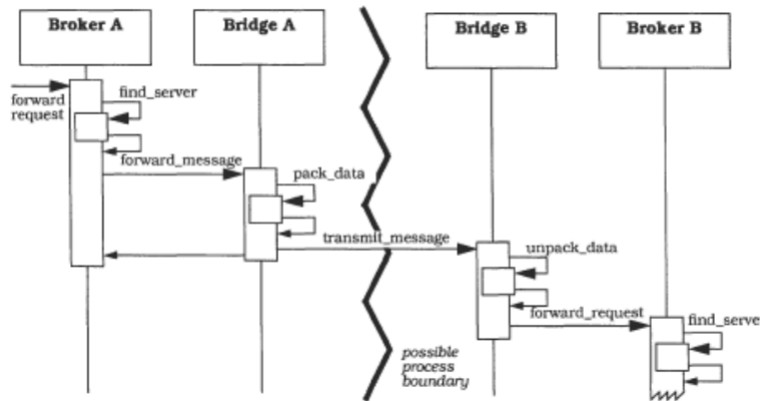 Broker A
Bridge A
Bridge B
Broker B
forward
request
find_server
forward_message
pack_data
transmit_message
unpack_data
forward_request
find_serve
possible
process
boundary